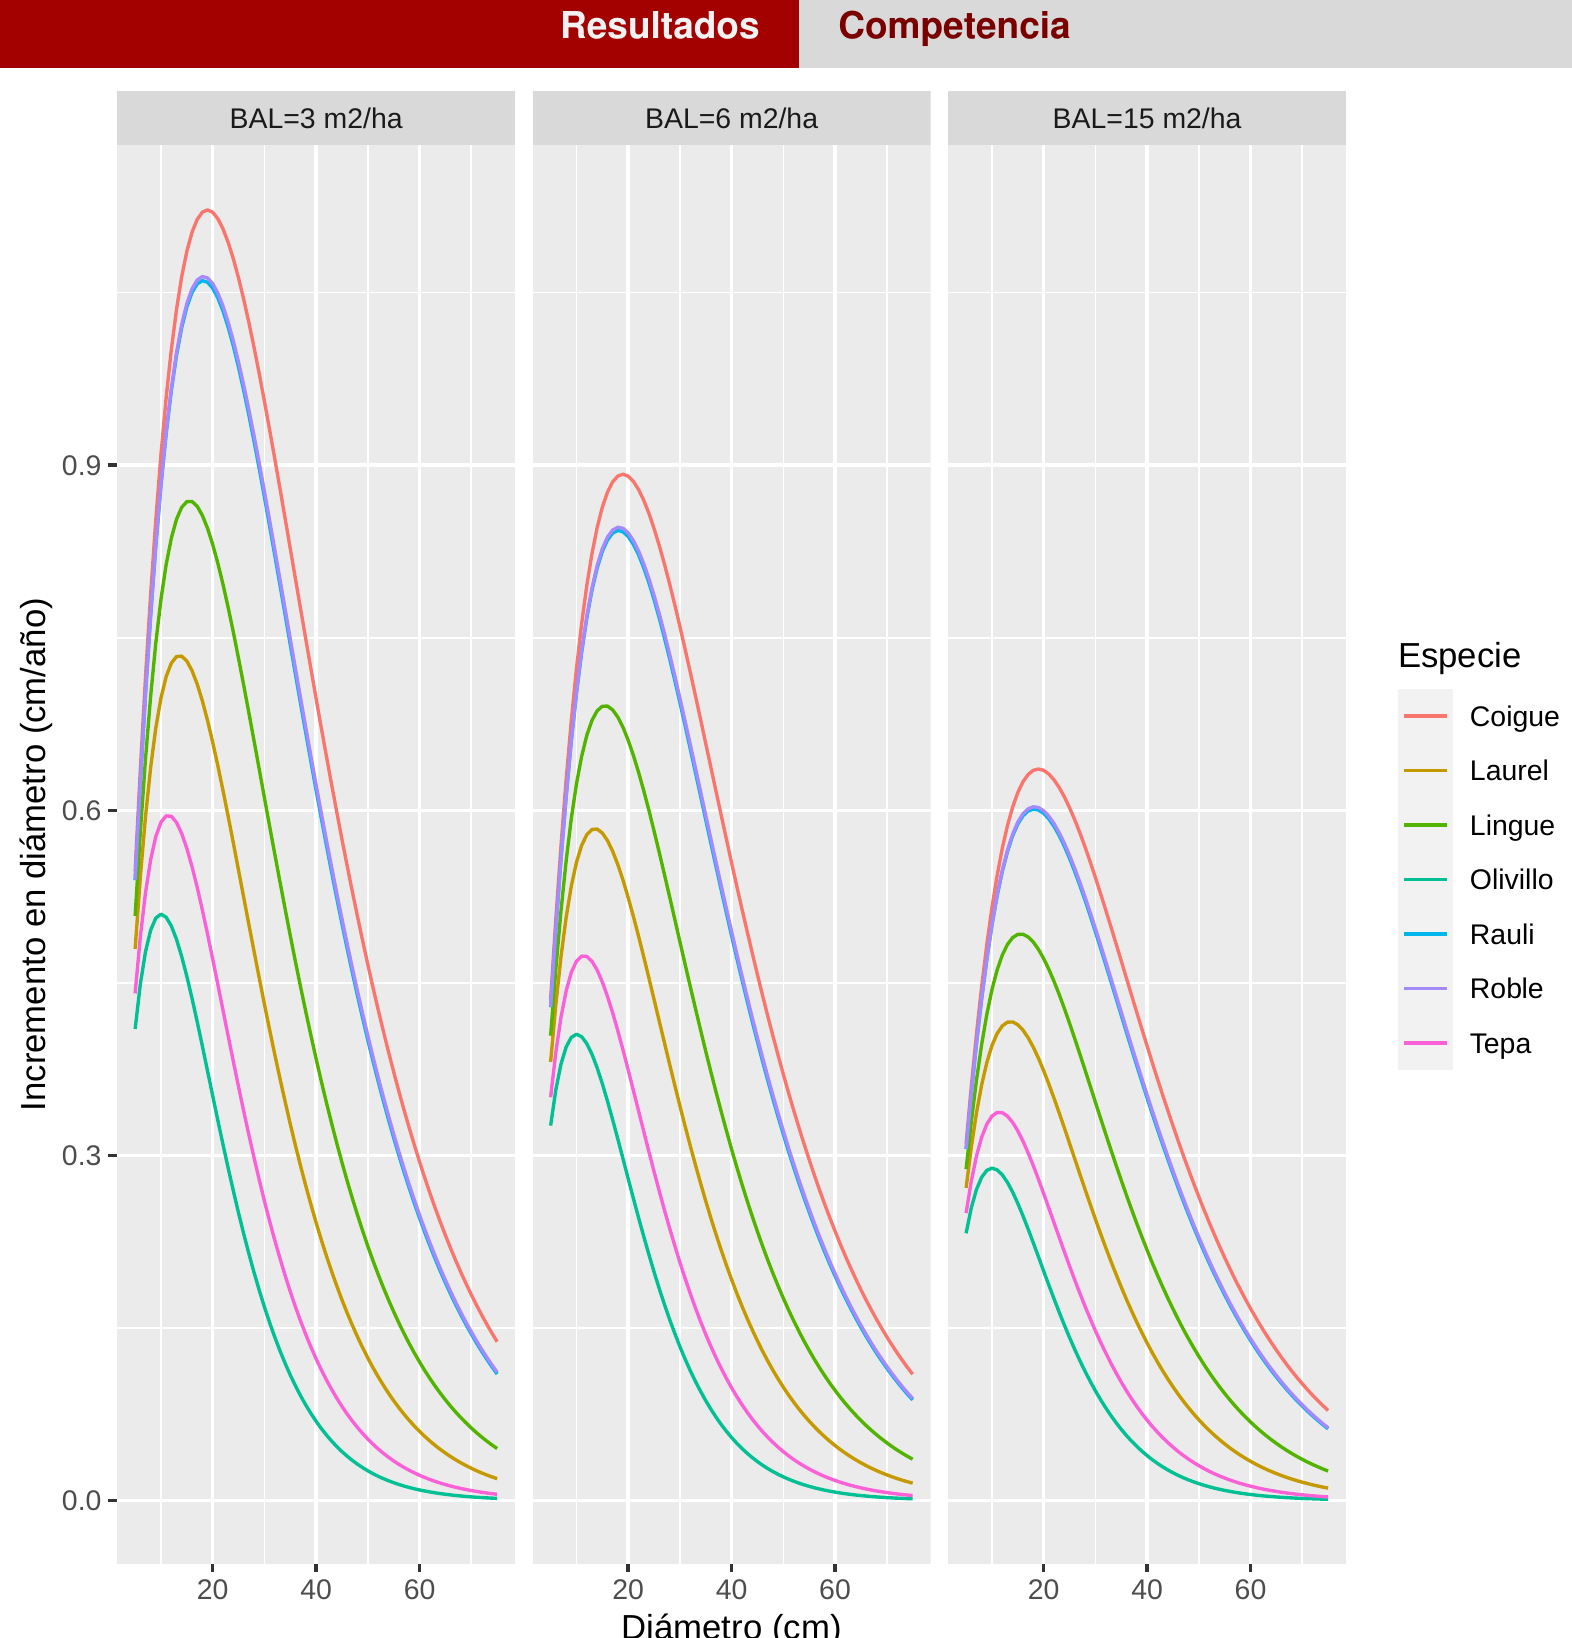 Resultados Competencia
BAL=3 m2/ha BAL=6 m2/ha BAL=15 m2/ha
0.9
0.6
0.3
0.0
Incremento en diámetro (cm/año)
20 40 60 20 40 60 20 40 60
Diámetro (cm)
Especie
Coigue
Laurel
Lingue
Olivillo
Rauli
Roble
Tepa